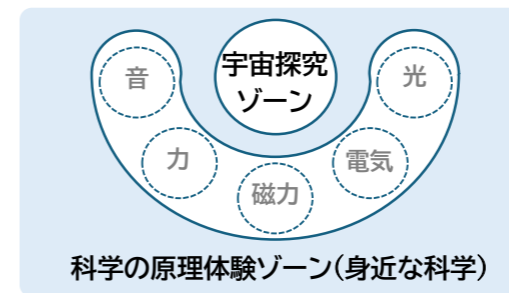 宇宙探究
ゾーン
音
光
力
電気
磁力
科学の原理体験ゾーン(身近な科学)